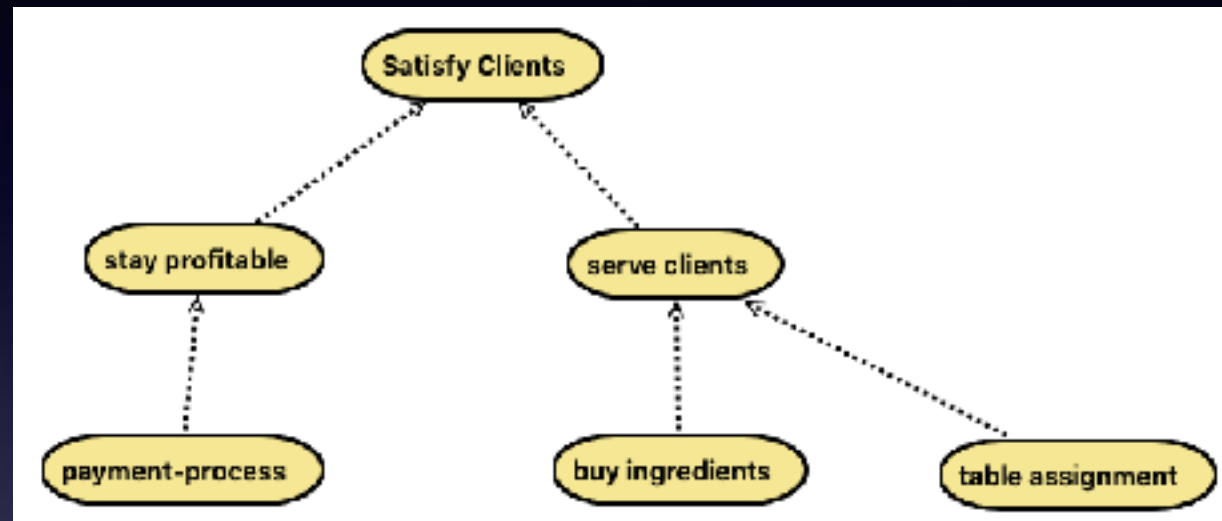 Satisfy Clients
stay profitable
serve clients
payment-process
buy ingredients
table assignment